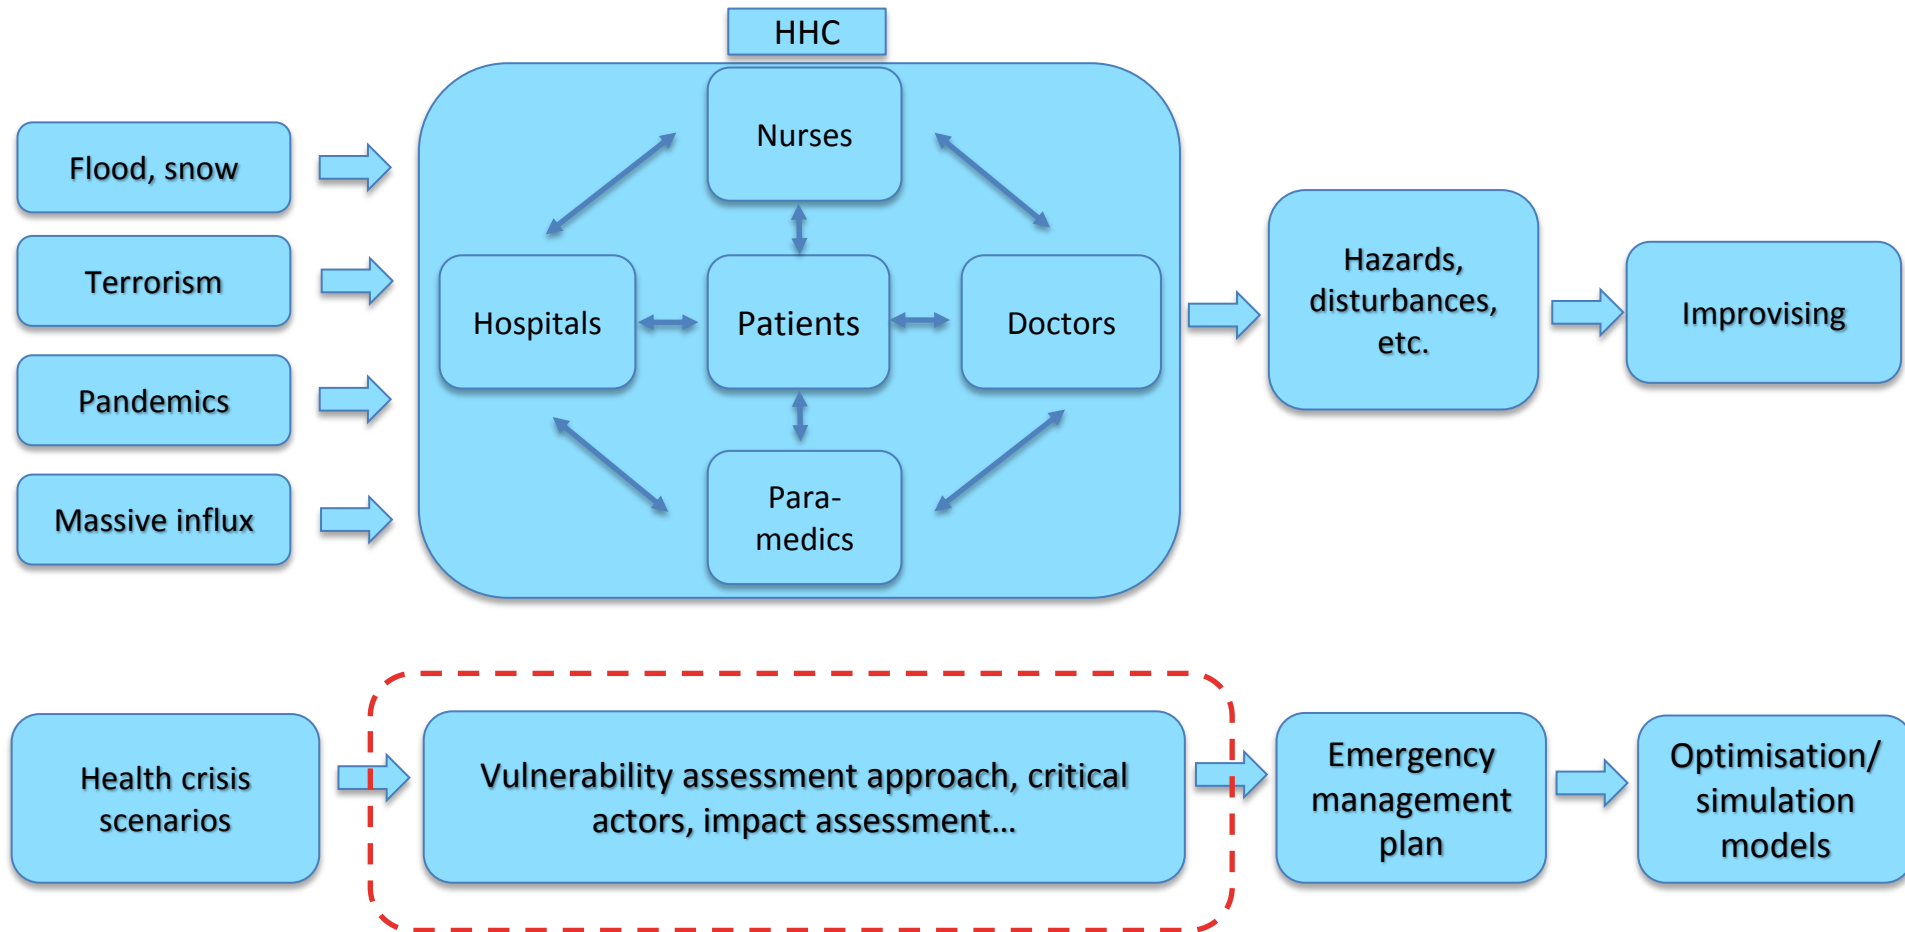 HHC
Flood, snow
Terrorism
Pandemics
Massive influx
Nurses
Hospitals
Patients
Doctors
Para-
medics
Hazards,
disturbances,
etc.
Improvising
Health crisis
scenarios
Vulnerability assessment approach, critical
actors, impact assessment...
Emergency
management
plan
Optimisation/
simulation
models